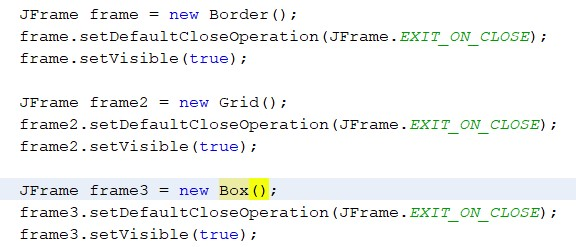 JFrame frame = new Border();
frame.setDefaultCloseOperation(JFrame.EXIT_ON_CLOSE);
frame.setVisible(true);
JFrame frame2 = new Grid();
frame2.setDefaultCloseOperation(JFrame.EXIT_ON_CLOSE);
frame2.setVisible(true);
JFrame frame3 = new Box();
frame3.setDefaultCloseOperation(JFrame.EXIT_ON_CLOSE);
frame3.setVisible(true);